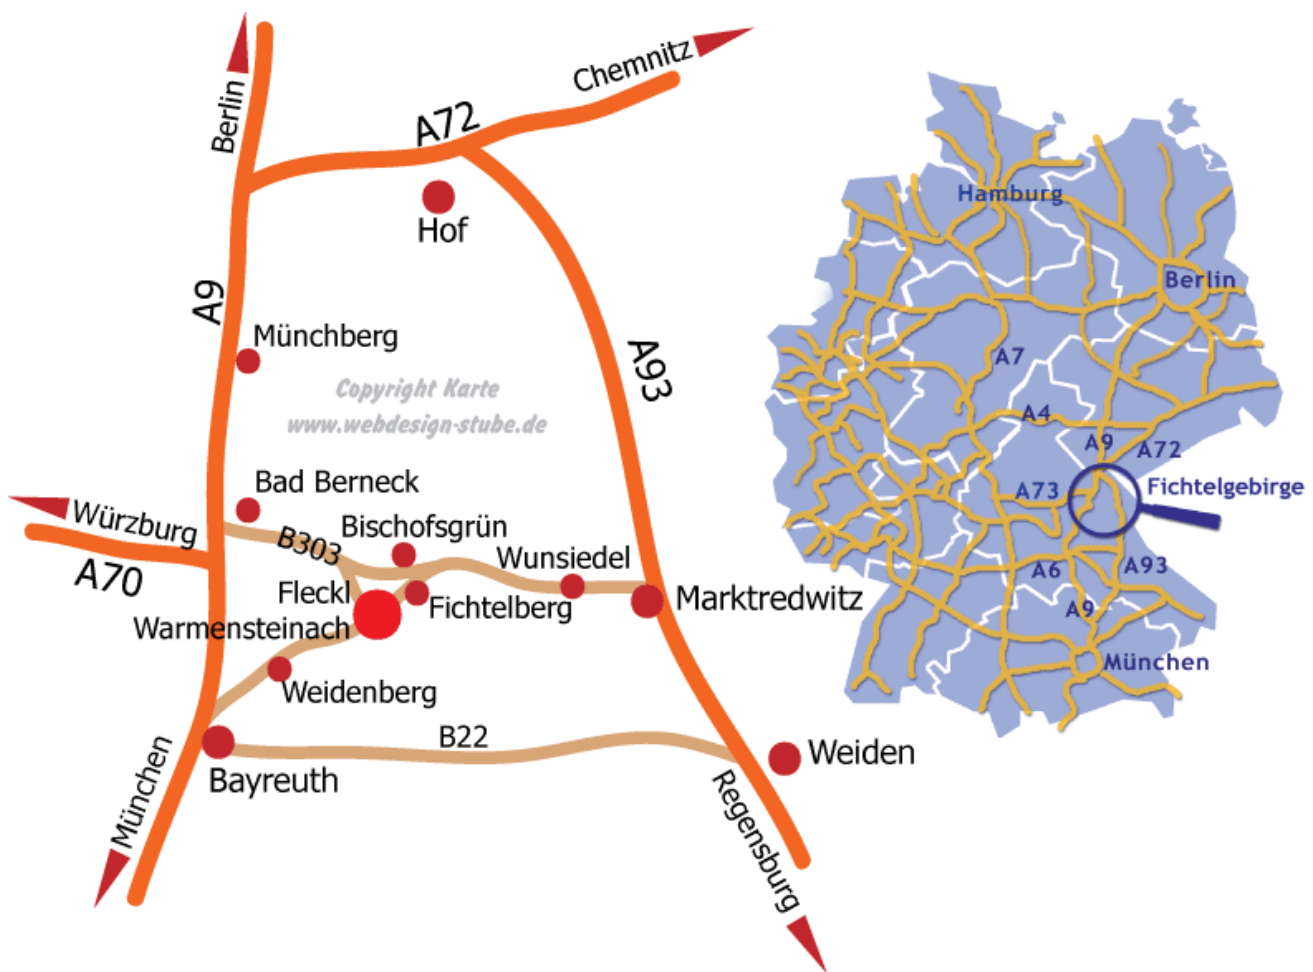 Berlin
Chemnitz
A72
Hof
A9
Münchberg
A93
Copyright Karte
www.webdesign-stube.de
Bad Berneck
Würzburg
A70
B303
Bischofsgrün
Wunsiedel
Fleckl
Fichtelberg
Marktredwitz
Warmensteinach
Weidenberg
B22
Bayreuth
Weiden
München
Regensburg
Hamburg
Berlin
A7
A4
A9
A72
A73
Fichtelgebirge
A6
A93
A9
München